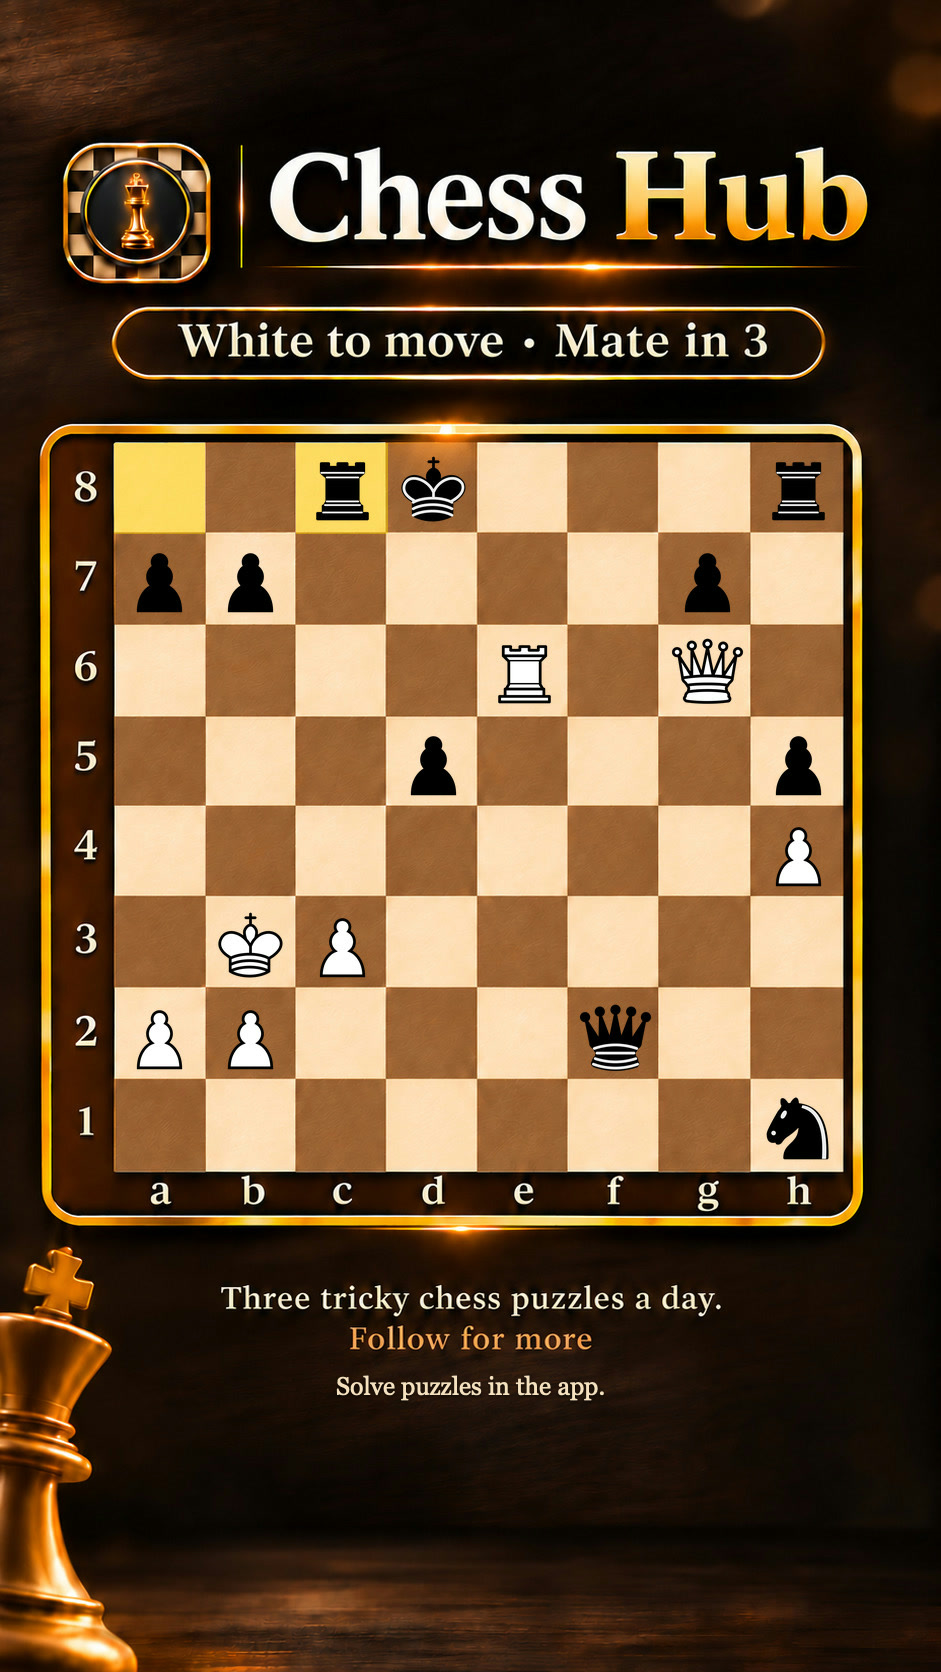 Chess Hub
White to move • Mate in 3
8
7
6
5
4
3
2
1
a b c d e f g h
Three tricky chess puzzles a day.
Follow for more
Solve puzzles in the app.